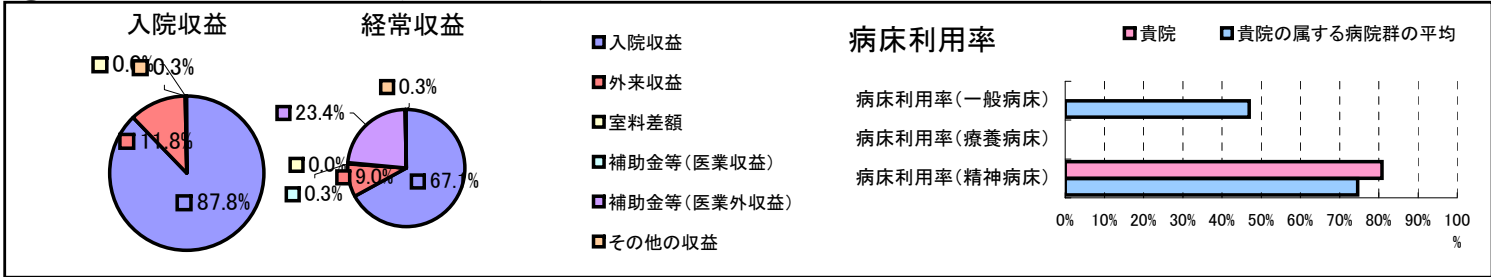 入院収益
0.0%
0.3%
11.8%
87.8%
経常収益
0.3%
23.4%
0.0%
0.3%
9.0%
67.1%
入院収益
外来収益
室料差額
補助金等(医業収益)
補助金等(医業外収益)
その他の収益
病床利用率
貴院
貴院の属する病院群の平均
病床利用率(一般病床)
病床利用率(療養病床)
病床利用率(精神病床)
0% 10% 20% 30% 40% 50% 60% 70% 80% 90% 100
%